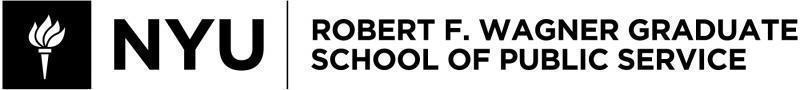 NYU
ROBERT F. WAGNER GRADUATE
SCHOOL OF PUBLIC SERVICE